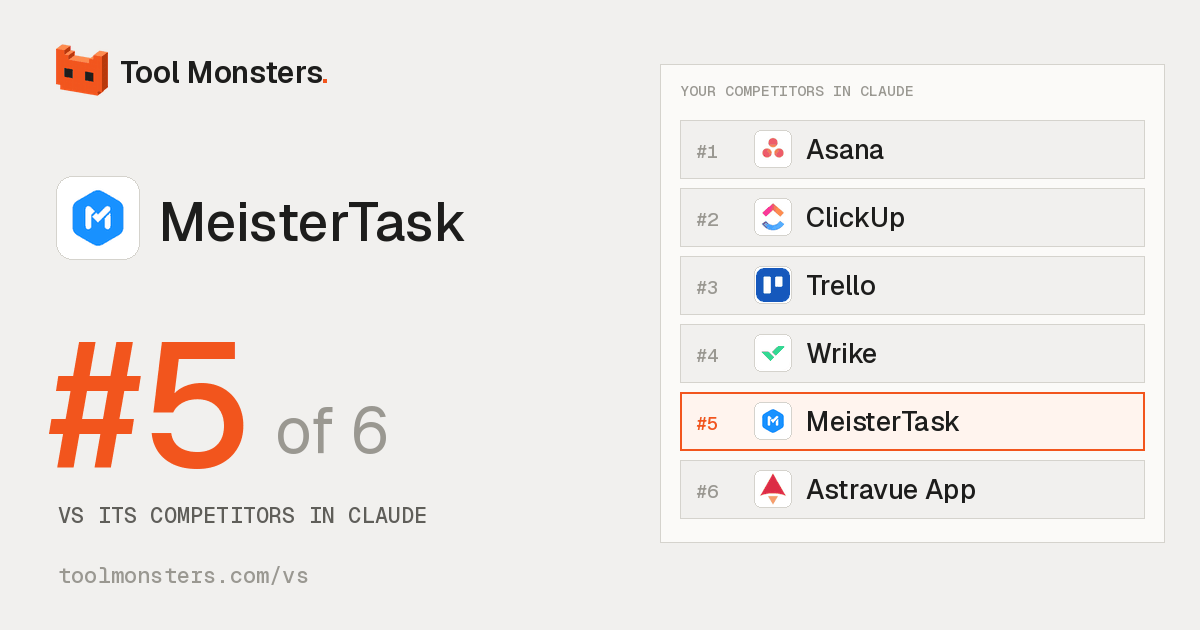 Tool Monsters.
MeisterTask
#5 of 6
VS ITS COMPETITORS IN CLAUDE
toolmonsters.com/vs
YOUR COMPETITORS IN CLAUDE
#1 Asana
#2 ClickUp
#3 Trello
#4 Wrike
#5 MeisterTask
#6 Astravue App